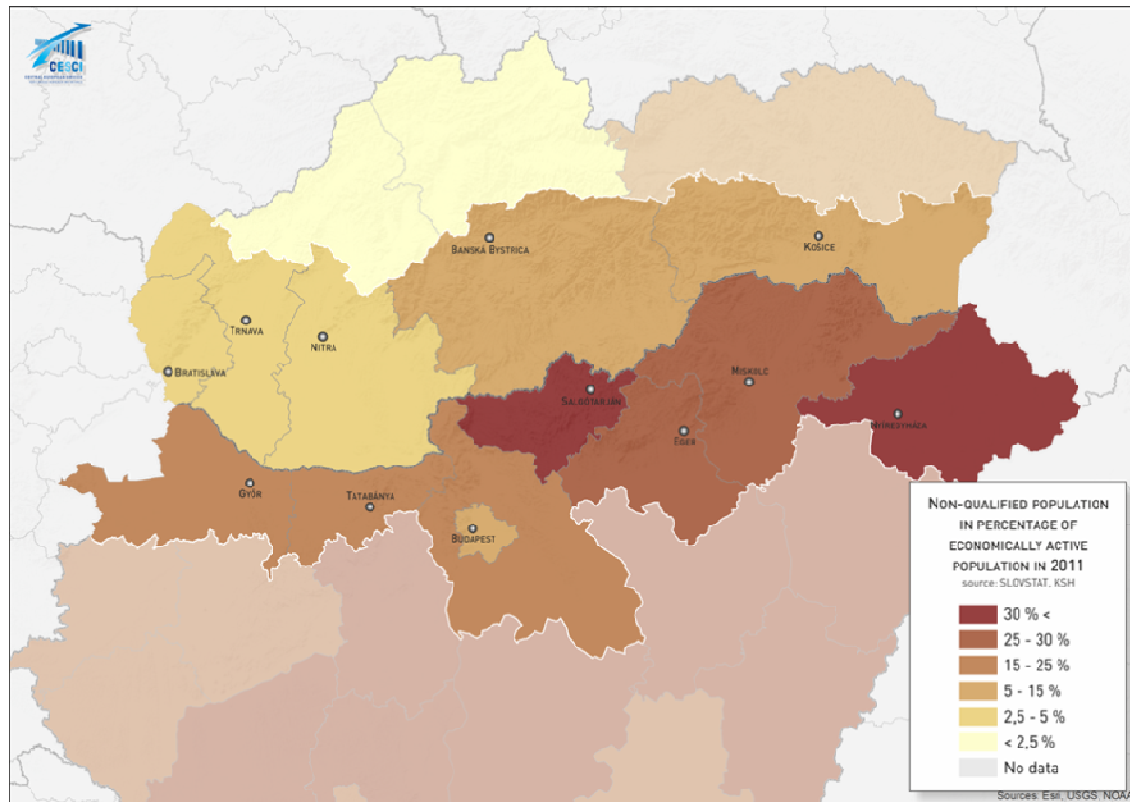 CESCI
BANSKÁ BYSTRICA
KOŠICE
TRNAVA
NITRA
BRATISLAVA
MISKOLC
SALGÓTARJÁN
NYÍREGYHÁZA
EGER
GYŐR
TATABÁNYA
BUDAPEST
NON-QUALIFIED POPULATION
IN PERCENTAGE OF
ECONOMICALLY ACTIVE
POPULATION IN 2011
source: SLOVSTAT, KSH
30 % <
25 - 30 %
15 - 25 %
5 - 15 %
2,5 - 5 %
< 2,5 %
No data
Sources: Esri, USGS, NOAA